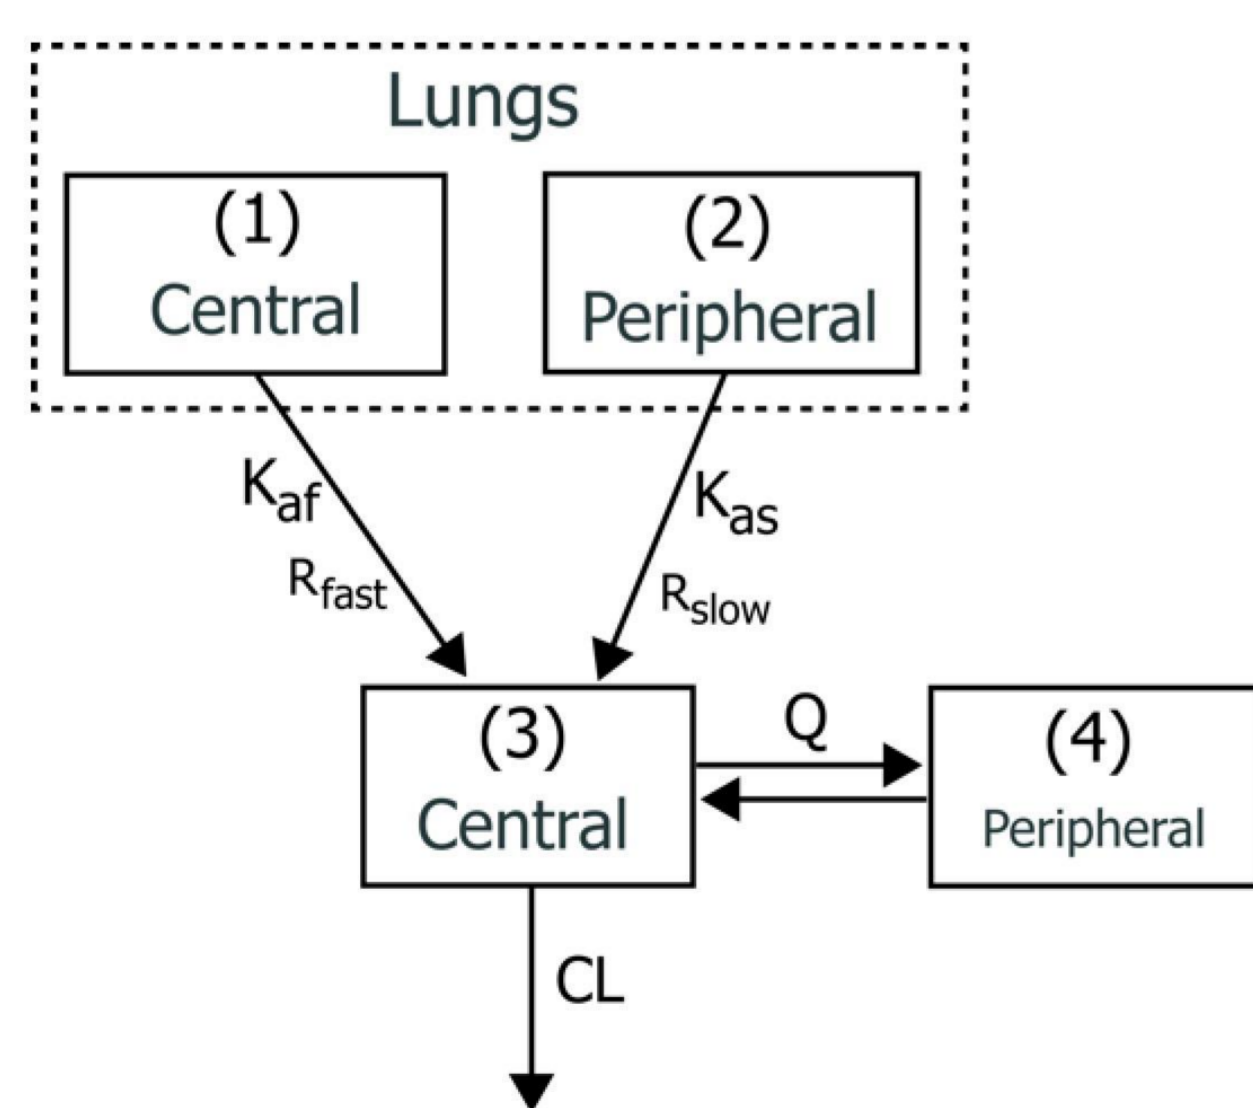 Lungs
(1)
Central
(2)
Peripheral
Kaf
Rfast
Kas
Rslow
(3)
Central
Q
(4)
Peripheral
CL